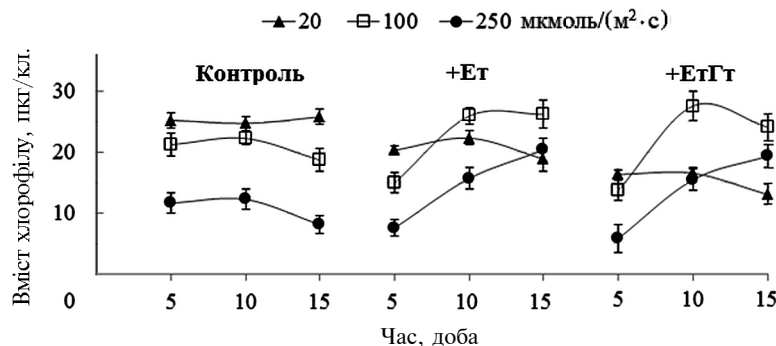 20 100 250 мкмоль/(м²·с)
Контроль +Ет +ЕтГт
30
20
10
0
5 10 15 5 10 15 5 10 15
Вміст хлорофілу, пкг/кл.
Час, доба